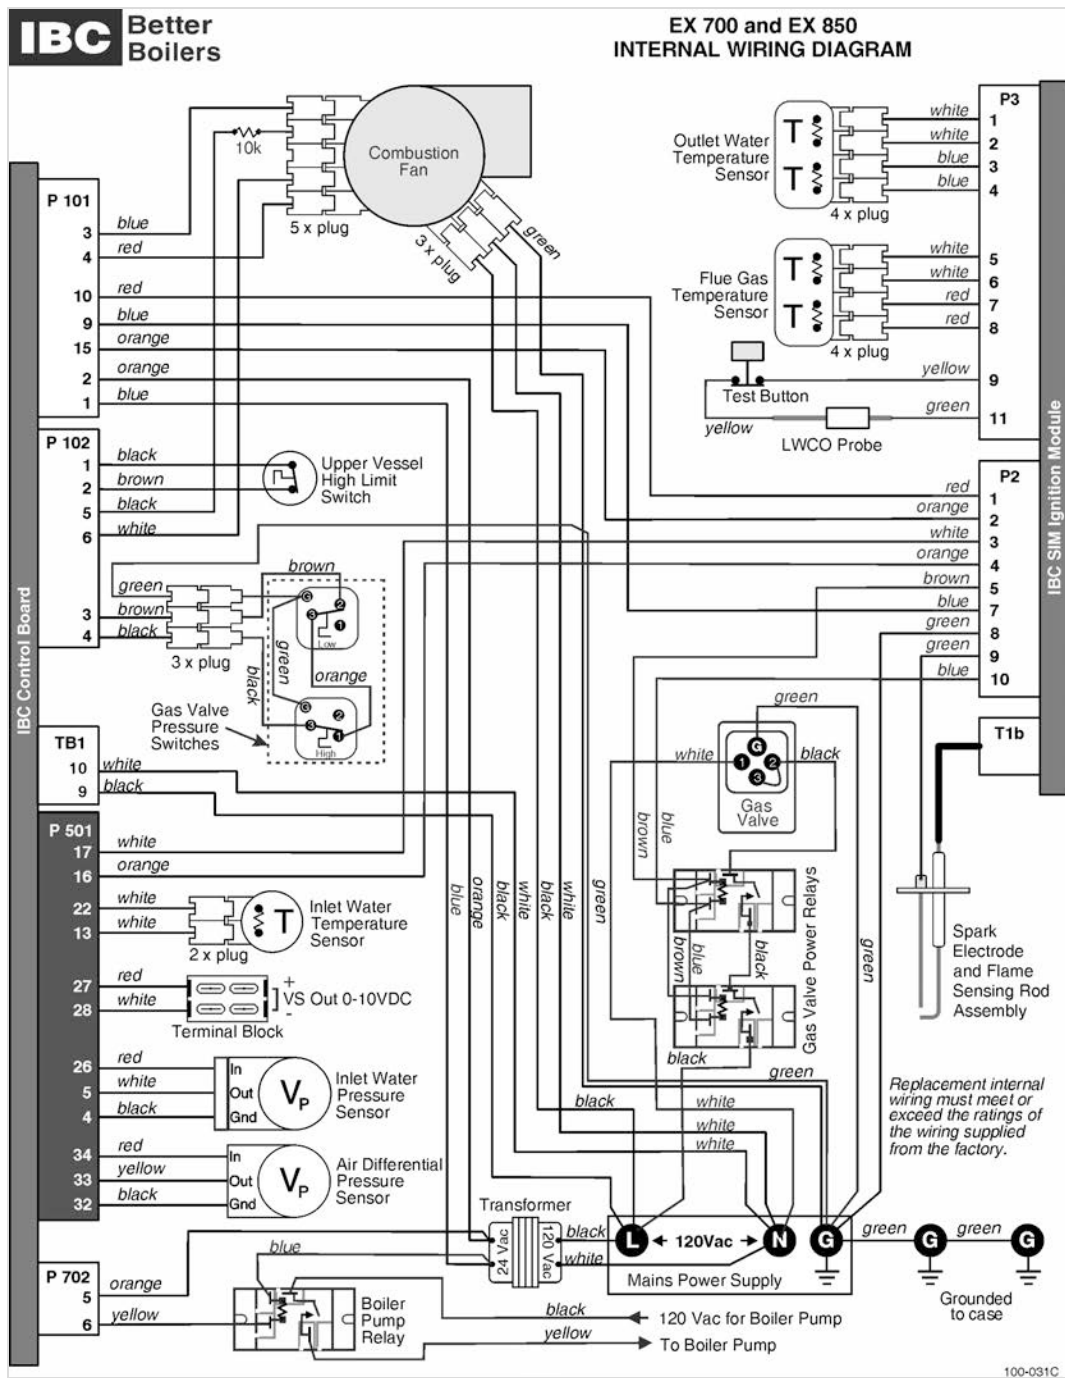 IBC Better Boilers
EX 700 and EX 850
INTERNAL WIRING DIAGRAM
IBC Control Board
IBC SIM Ignition Module
Combustion Fan
10k
5 x plug
3 x plug
green
P 101
3 blue
4 red
10 red
9 blue
15 orange
2 orange
1 blue
P 102
1 black
2 brown
5 black
6 white
Upper Vessel
High Limit
Switch
green
3 brown
4 black
3 x plug
brown
G
2
3
1
Low
green
orange
black
G
2
3
1
High
Gas Valve
Pressure
Switches
TB1
10 white
9 black
P 501
17 white
16 orange
22 white
13 white
2 x plug
T
Inlet Water
Temperature
Sensor
27 red
28 white
+
VS Out 0-10VDC
-
Terminal Block
26 red
5 white
4 black
In
Out
Gnd
VP
Inlet Water
Pressure
Sensor
34 red
33 yellow
32 black
In
Out
Gnd
VP
Air Differential
Pressure
Sensor
P 702
5 orange
6 yellow
blue
Boiler
Pump
Relay
Transformer
24 Vac
120 Vac
black
white
black
120 Vac for Boiler Pump
yellow
To Boiler Pump
L 120Vac N G
Mains Power Supply
green
G
green
G
Grounded
to case
blue
orange
black
white
black
white
green
black
white
white
white
green
black
P3
white 1
white 2
blue 3
blue 4
Outlet Water
Temperature
Sensor
T
T
4 x plug
white 5
white 6
red 7
red 8
Flue Gas
Temperature
Sensor
T
T
4 x plug
yellow 9
Test Button
green 11
yellow
LWCO Probe
P2
red 1
orange 2
white 3
orange 4
brown 5
blue 7
green 8
green 9
blue 10
T1b
green
white
black
G
1
2
3
Gas
Valve
blue
brown
Gas Valve Power Relays
brown
blue
black
green
Spark
Electrode
and Flame
Sensing Rod
Assembly
Replacement internal
wiring must meet or
exceed the ratings of
the wiring supplied
from the factory.
100-031C